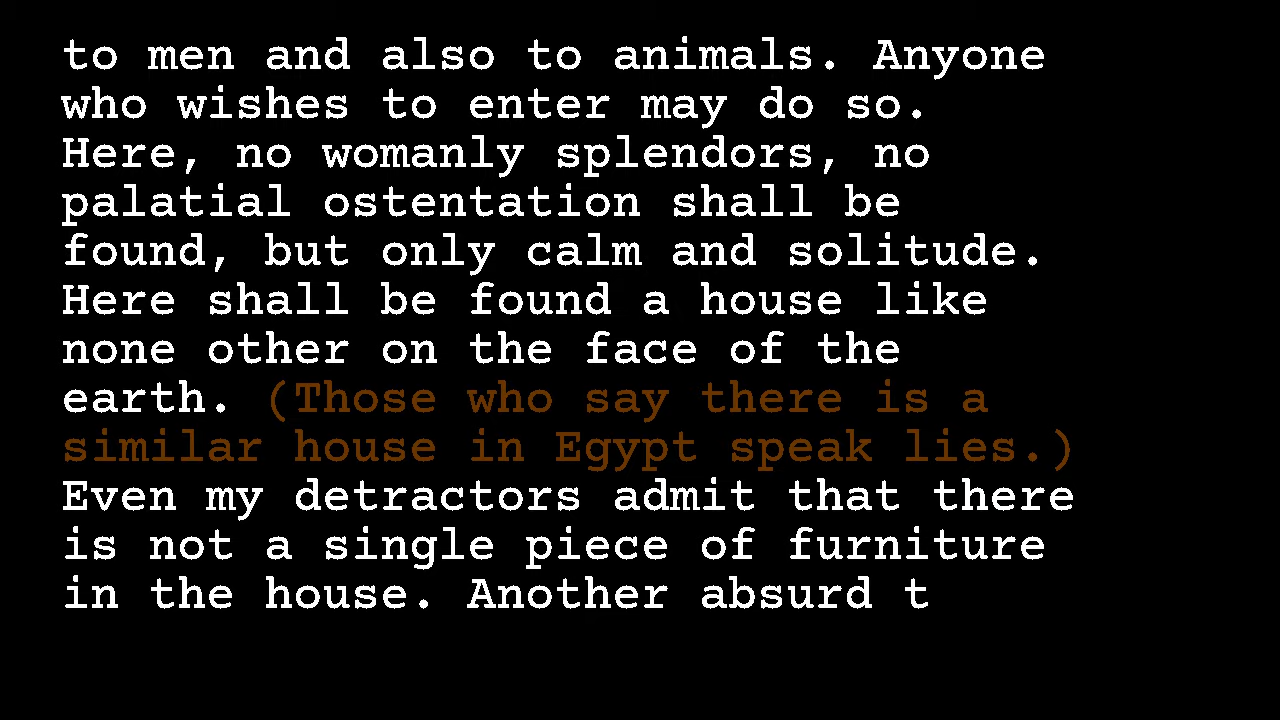 to men and also to animals. Anyone
who wishes to enter may do so.
Here, no womanly splendors, no
palatial ostentation shall be
found, but only calm and solitude.
Here shall be found a house like
none other on the face of the
earth. (Those who say there is a
similar house in Egypt speak lies.)
Even my detractors admit that there
is not a single piece of furniture
in the house. Another absurd t